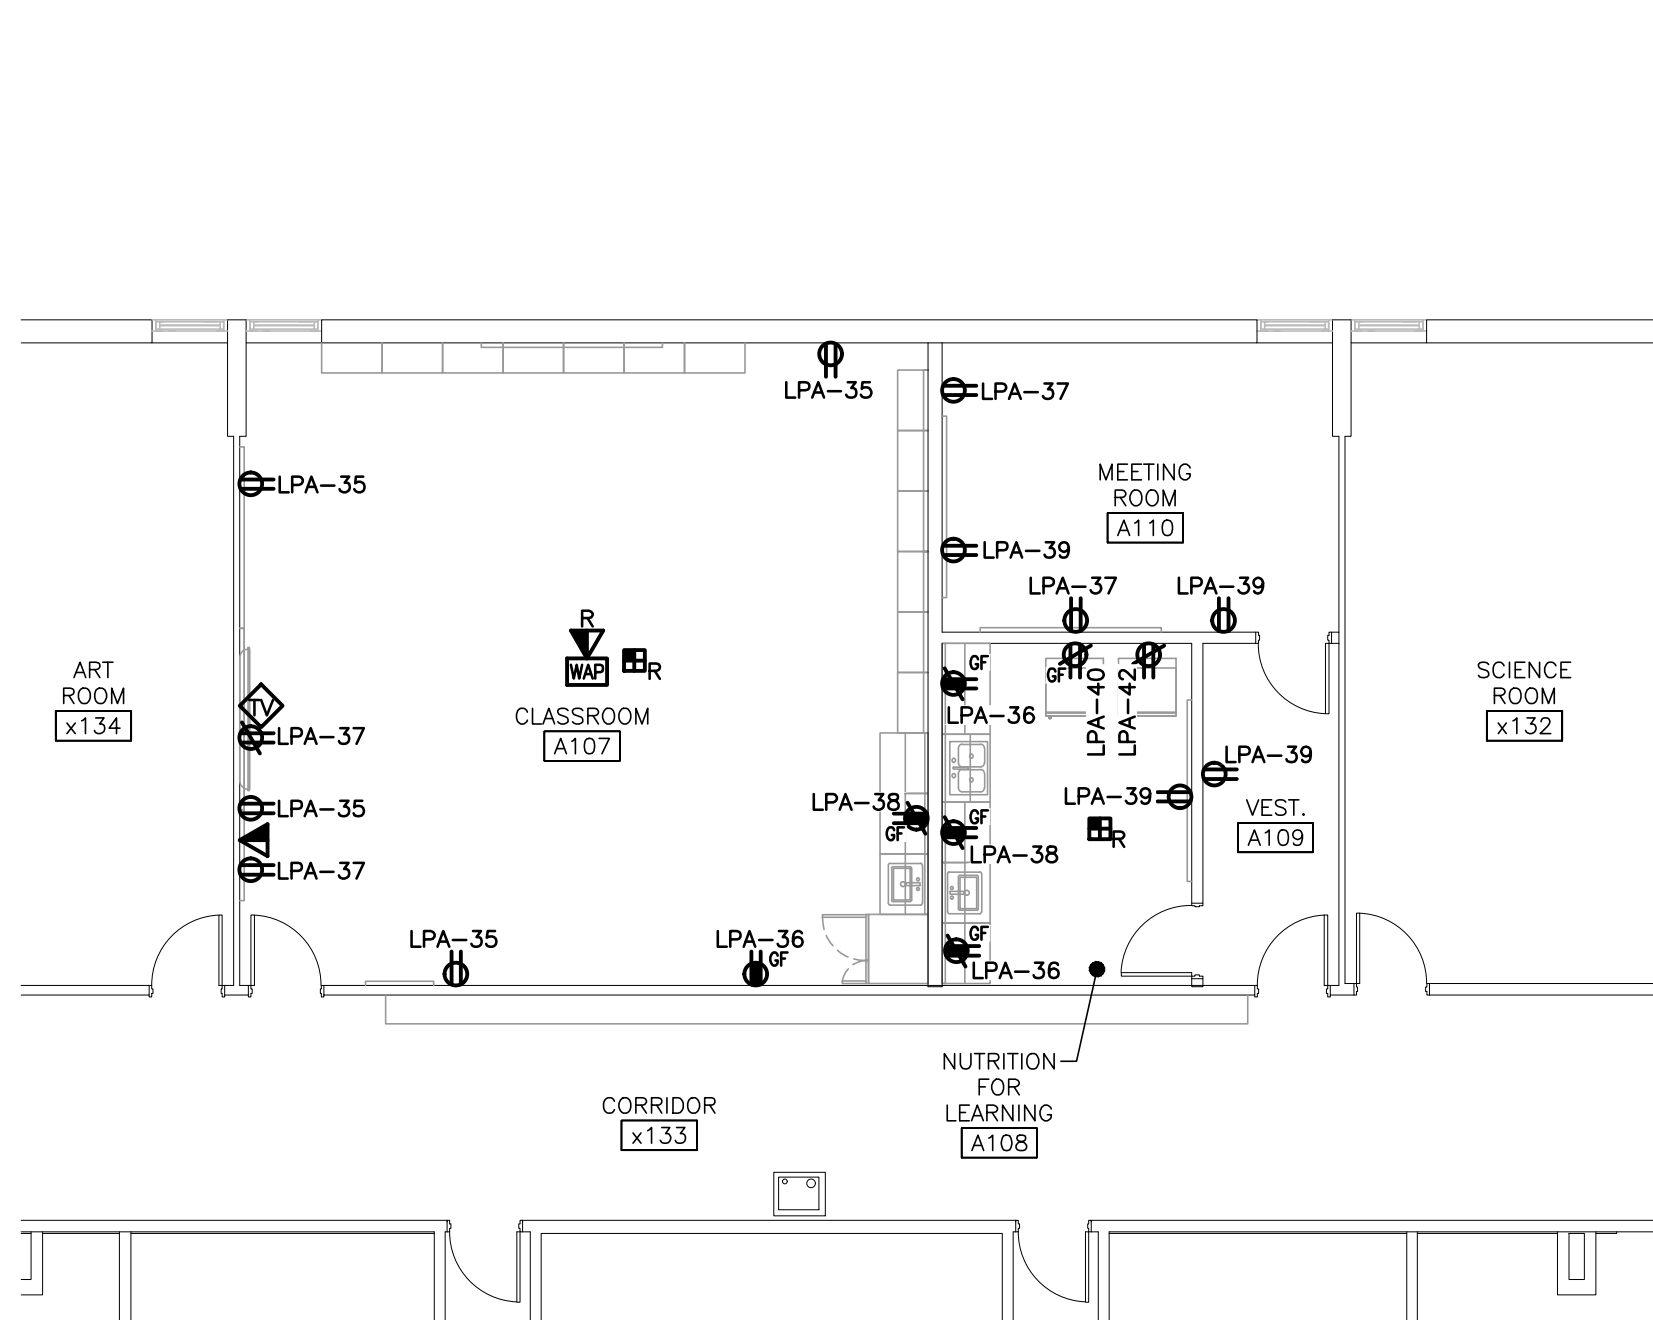 LPA-35
LPA-37
LPA-35
MEETING
ROOM
A110
LPA-39
LPA-37
LPA-39
R
WAP
R
ART
ROOM
x134
TV
CLASSROOM
A107
LPA-37
LPA-35
LPA-37
GF
LPA-36
GF
LPA-40
LPA-42
SCIENCE
ROOM
x132
LPA-39
LPA-38
GF
GF
LPA-38
LPA-39
R
VEST.
A109
LPA-35
LPA-36
GF
GF
LPA-36
NUTRITION
FOR
LEARNING
A108
CORRIDOR
x133